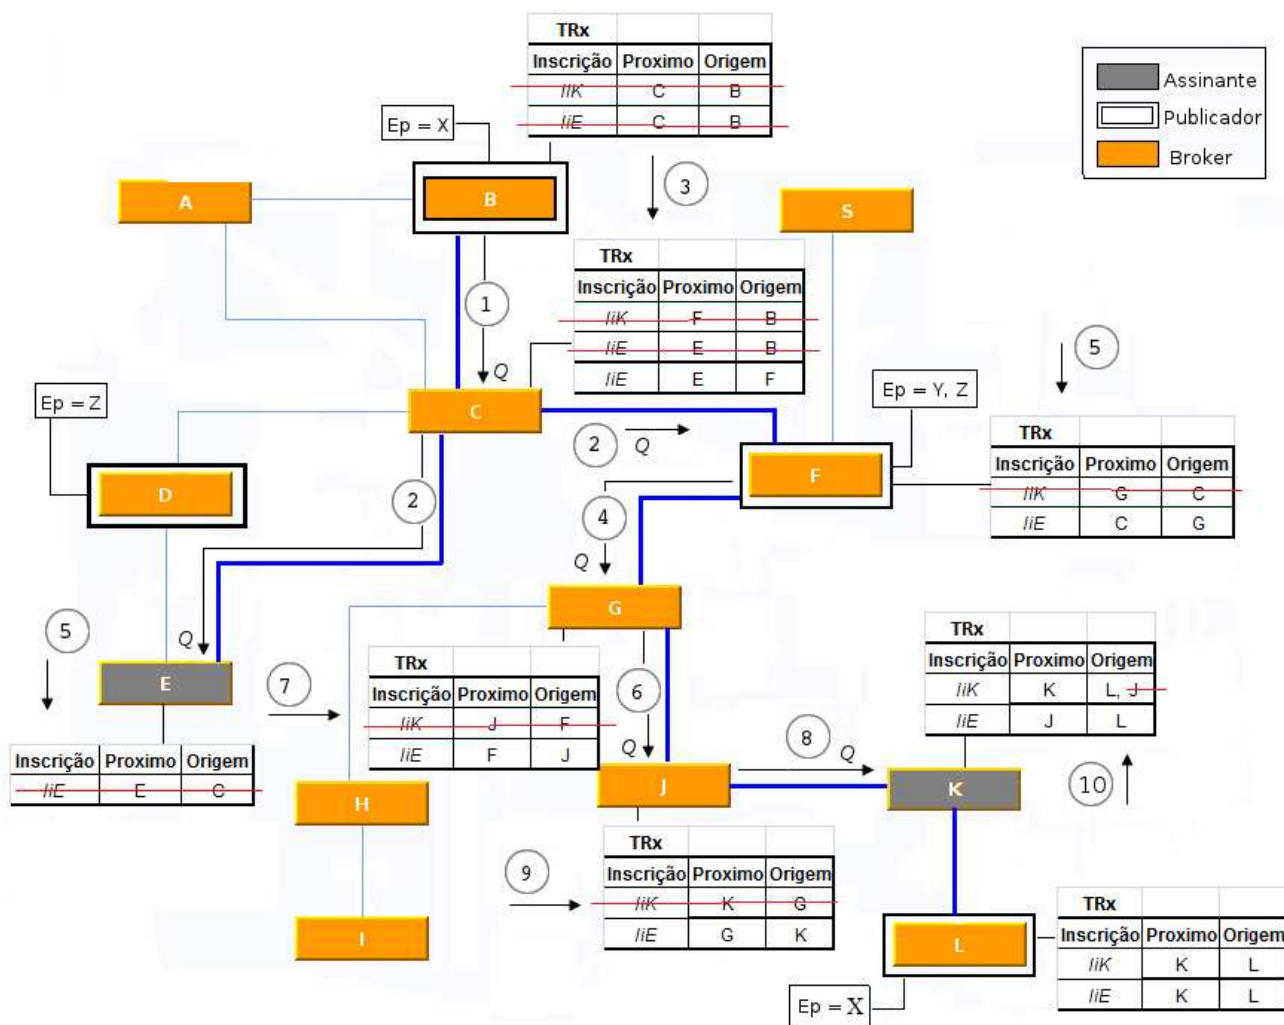 TRx
Inscrição Proximo Origem
IiK C B
IiE C B
Ep = X
Assinante
Publicador
Broker
A
B
S
3
TRx
Inscrição Proximo Origem
IiK F B
IiE E B
IiE E F
1
Q
5
Ep = Z
C
Ep = Y, Z
2
Q
TRx
Inscrição Proximo Origem
IiK G C
IiE C G
D
F
2
4
Q
Q
G
5
E
7
TRx
Inscrição Proximo Origem
IiK J F
IiE F J
6
Q
TRx
Inscrição Proximo Origem
IiK K L, J
IiE J L
8
Q
Inscrição Proximo Origem
IiE E C
H
J
K
10
9
TRx
Inscrição Proximo Origem
IiK K G
IiE G K
I
L
TRx
Inscrição Proximo Origem
IiK K L
IiE K L
Ep = X